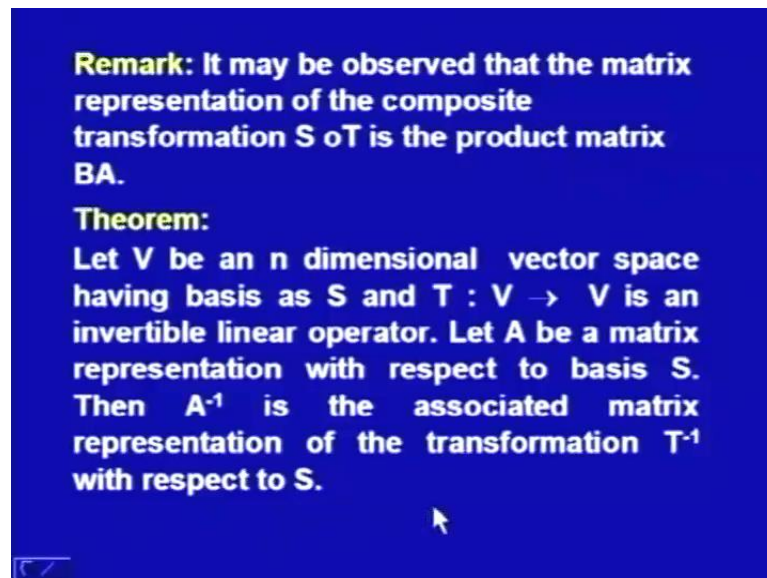 Remark: It may be observed that the matrix
representation of the composite
transformation S oT is the product matrix
BA.
Theorem:
Let V be an n dimensional vector space
having basis as S and T : V → V is an
invertible linear operator. Let A be a matrix
representation with respect to basis S.
Then A⁻¹ is the associated matrix
representation of the transformation T⁻¹
with respect to S.